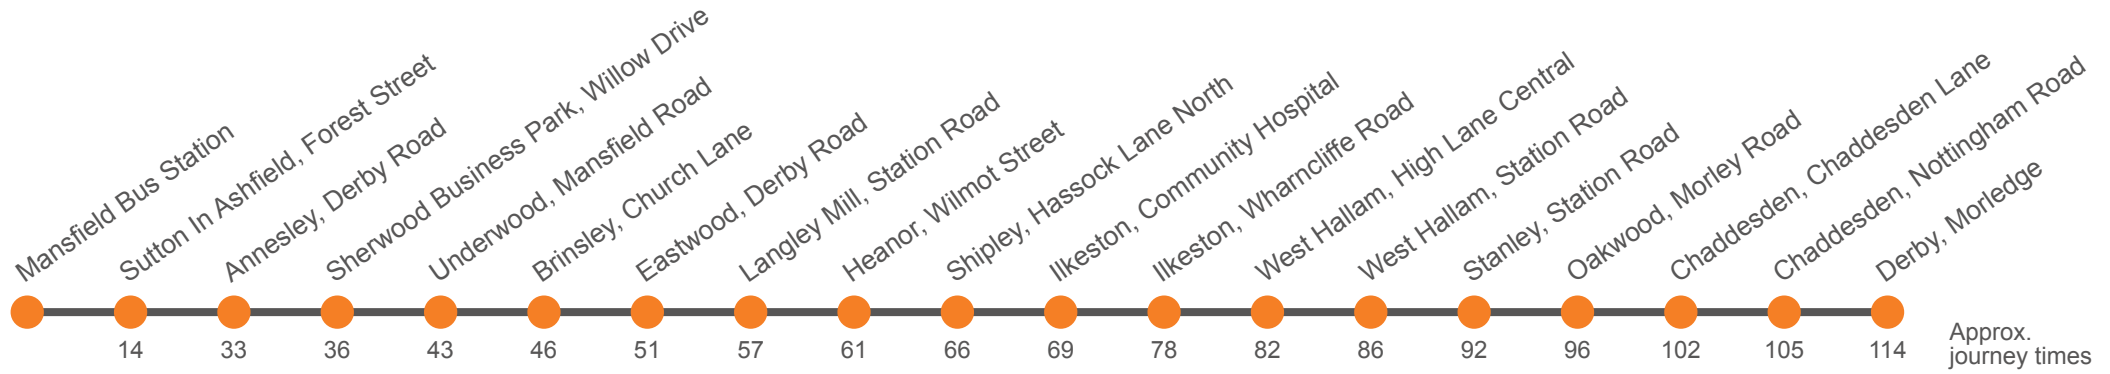 Mansfield Bus Station
Sutton In Ashfield, Forest Street
Annesley, Derby Road
Sherwood Business Park, Willow Drive
Underwood, Mansfield Road
Brinsley, Church Lane
Eastwood, Derby Road
Langley Mill, Station Road
Heanor, Wilmot Street
Shipley, Hassock Lane North
Ilkeston, Community Hospital
Ilkeston, Wharncliffe Road
West Hallam, High Lane Central
West Hallam, Station Road
Stanley, Station Road
Oakwood, Morley Road
Chaddesden, Chaddesden Lane
Chaddesden, Nottingham Road
Derby, Morledge
14 33 36 43 46 51 57 61 66 69 78 82 86 92 96 102 105 114
Approx.
journey times